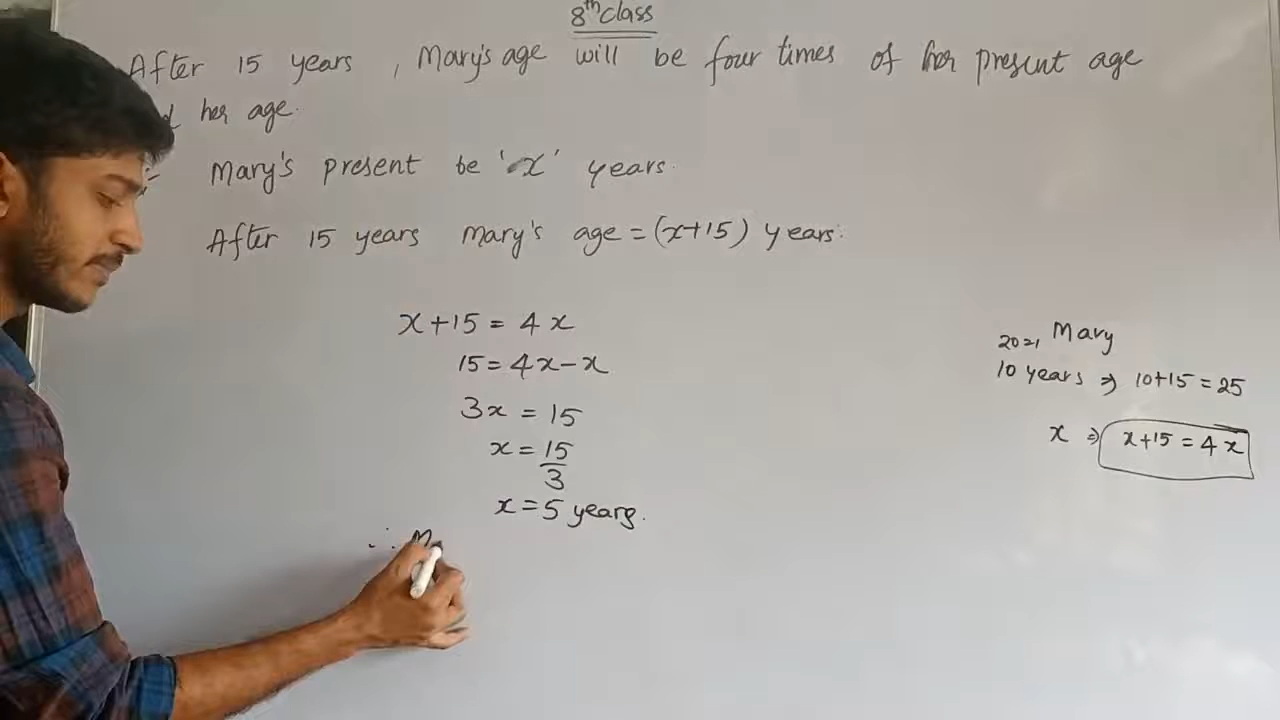 8th class
After 15 years, Mary's age will be four times of her present age
her age.
Mary's present be 'x' years.
After 15 years Mary's age = (x+15) years.
x+15 = 4x
15 = 4x-x
3x = 15
x = 15/3
x = 5 years.
∴ M
2021 Mary
10 years ⇒ 10+15 = 25
x ⇒ x+15 = 4x